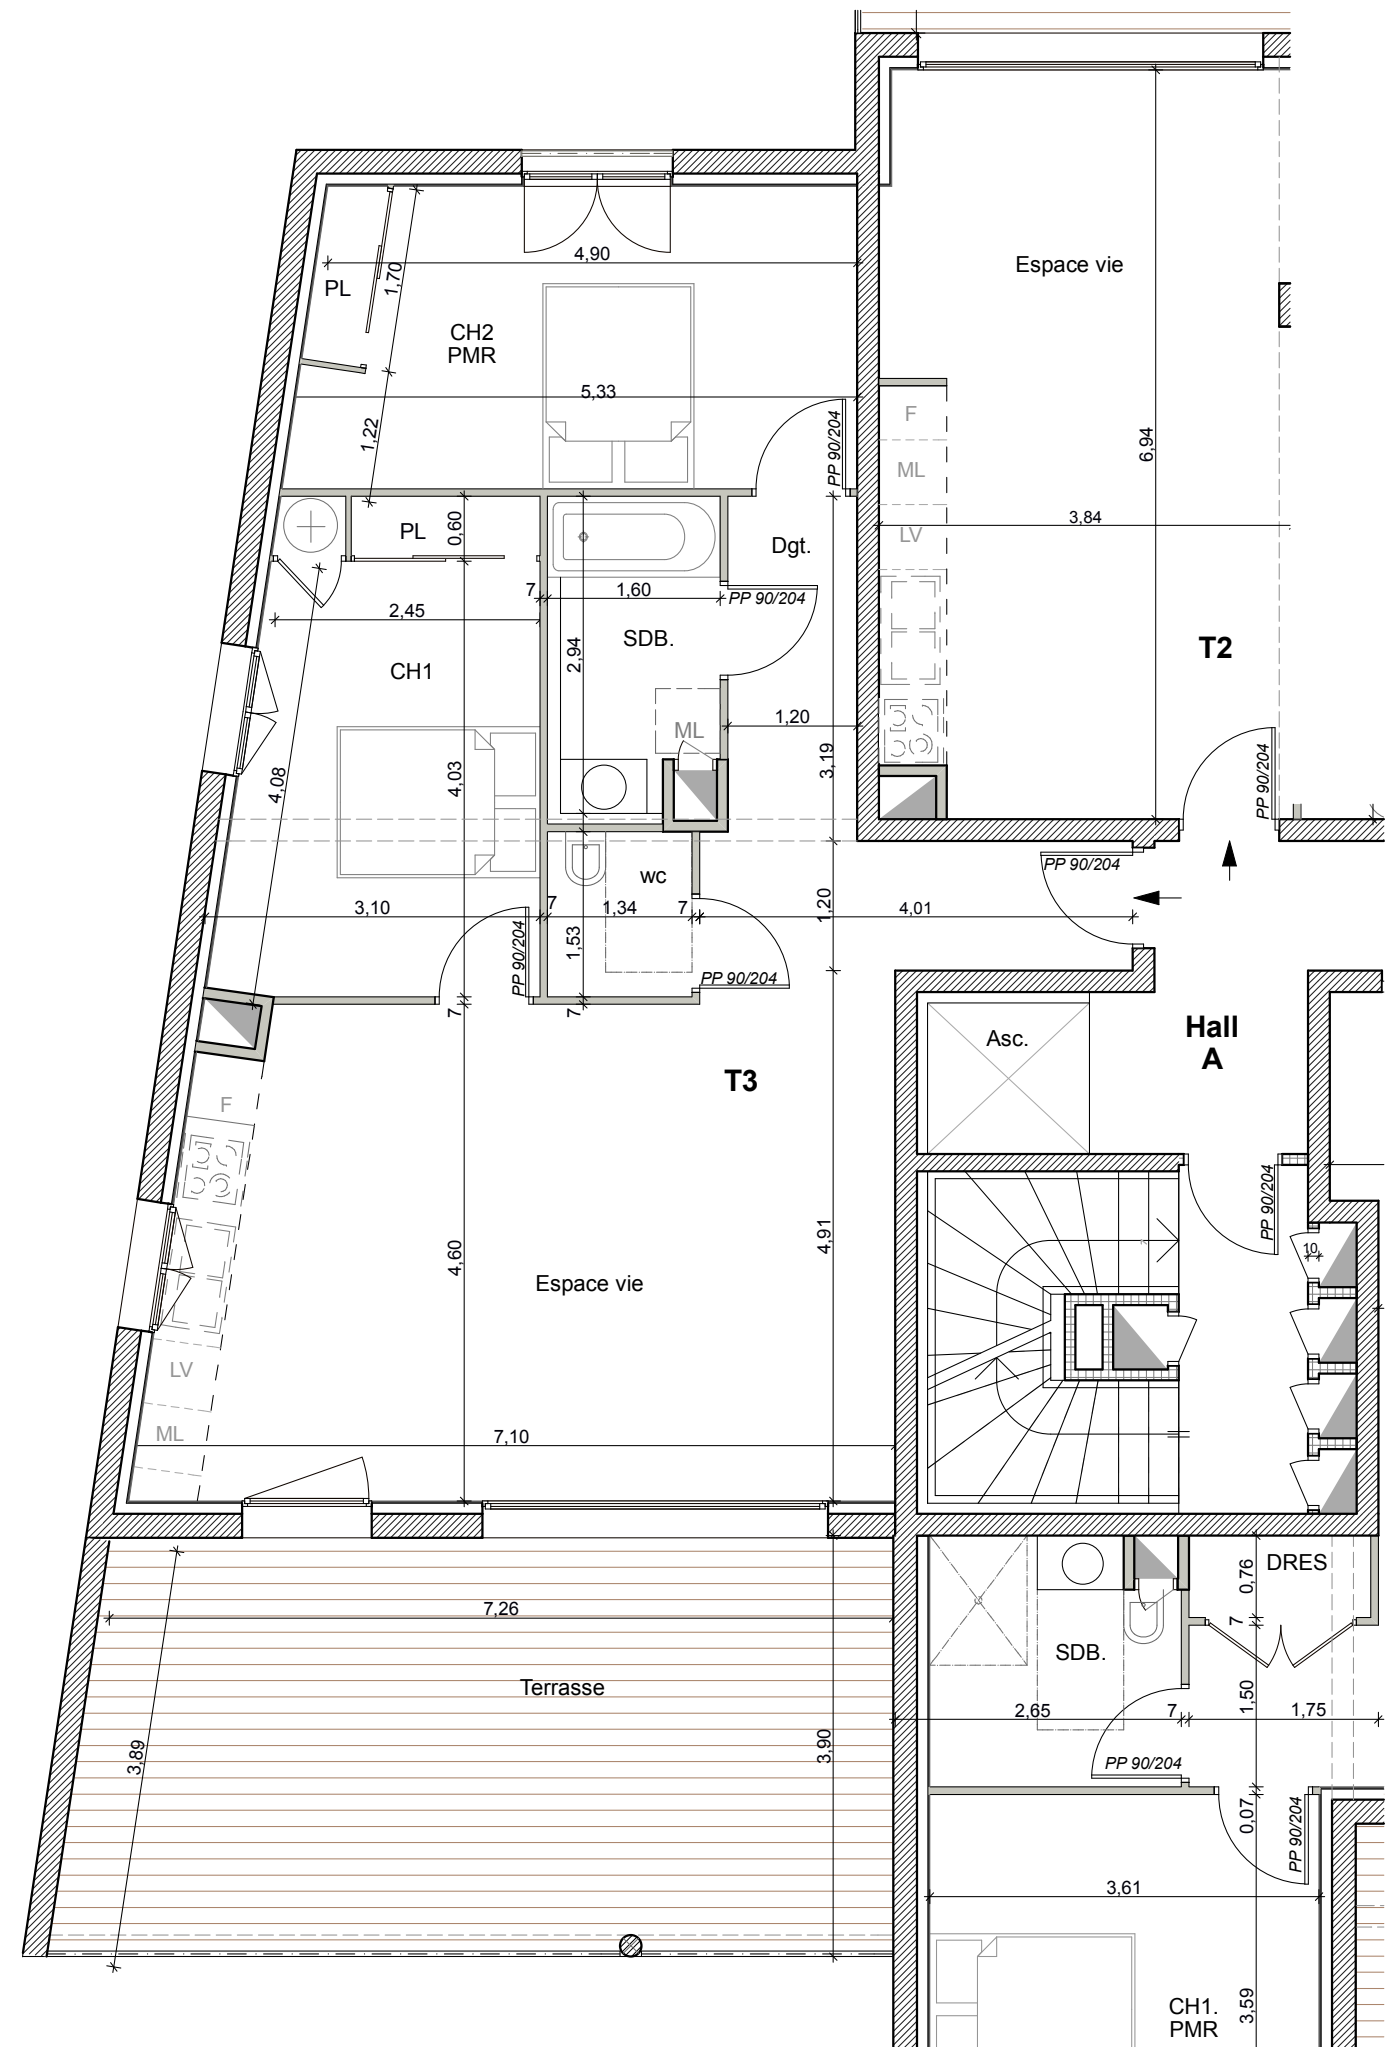 4,90
Espace vie
PL
1,70
CH2
PMR
5,33
1,22
PP 90/204
F
ML
6,94
3,84
LV
PL
0,60
Dgt.
7
1,60
PP 90/204
2,45
SDB.
2,94
CH1
T2
ML
1,20
3,19
4,08
4,03
PP 90/204
PP 90/204
wc
3,10
7
1,34
7
1,20
4,01
1,53
PP 90/204
PP 90/204
7
7
Asc.
Hall
A
T3
F
PP 90/204
4,60
4,91
10
Espace vie
LV
ML
7,10
DRES
0,76
7,26
7
SDB.
Terrasse
1,50
2,65
7
1,75
3,89
3,90
PP 90/204
0,07
PP 90/204
3,61
CH1.
PMR
3,59